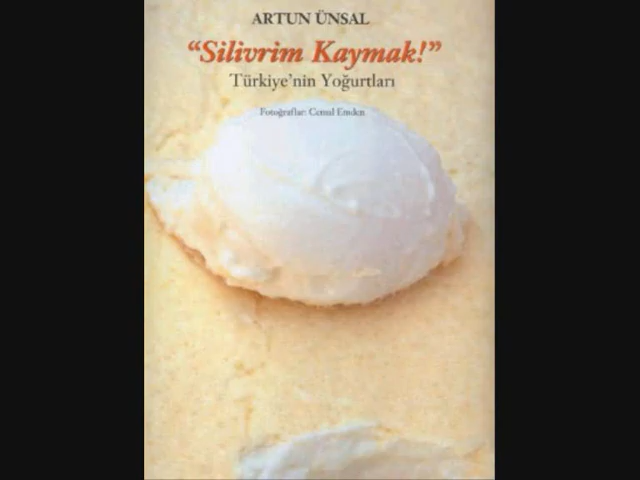 ARTUN ÜNSAL
“Silivrim Kaymak!”
Türkiye’nin Yoğurtları
Fotoğraflar: Cemal Emden